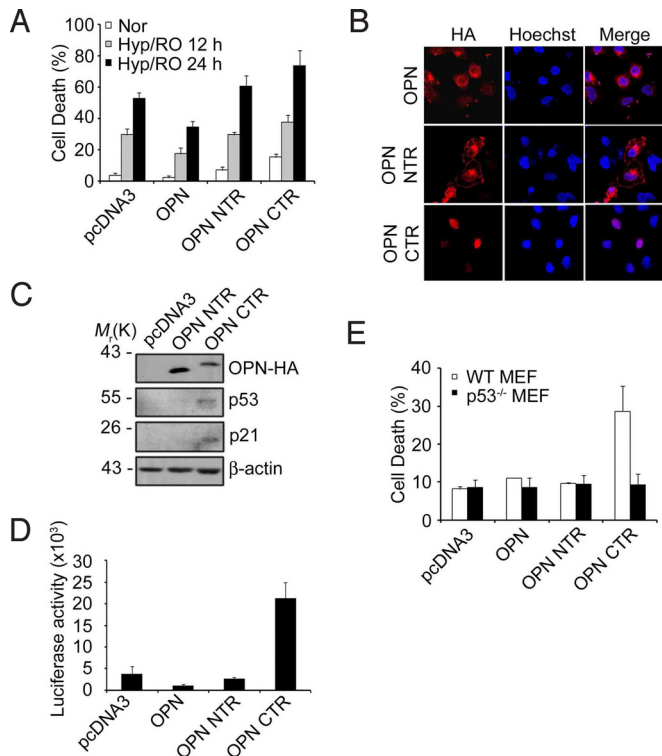 A
Nor
Hyp/RO 12 h
Hyp/RO 24 h
Cell Death (%)
100
80
60
40
20
0
pcDNA3
OPN
OPN NTR
OPN CTR
B
HA Hoechst Merge
OPN
OPN
NTR
OPN
CTR
C
Mr(K)
pcDNA3
OPN NTR
OPN CTR
43 - OPN-HA
55 - p53
26 - p21
43 - β-actin
D
Luciferase activity (x10³)
30
25
20
15
10
5
0
pcDNA3
OPN
OPN NTR
OPN CTR
E
WT MEF
p53-/- MEF
Cell Death (%)
40
30
20
10
0
pcDNA3
OPN
OPN NTR
OPN CTR